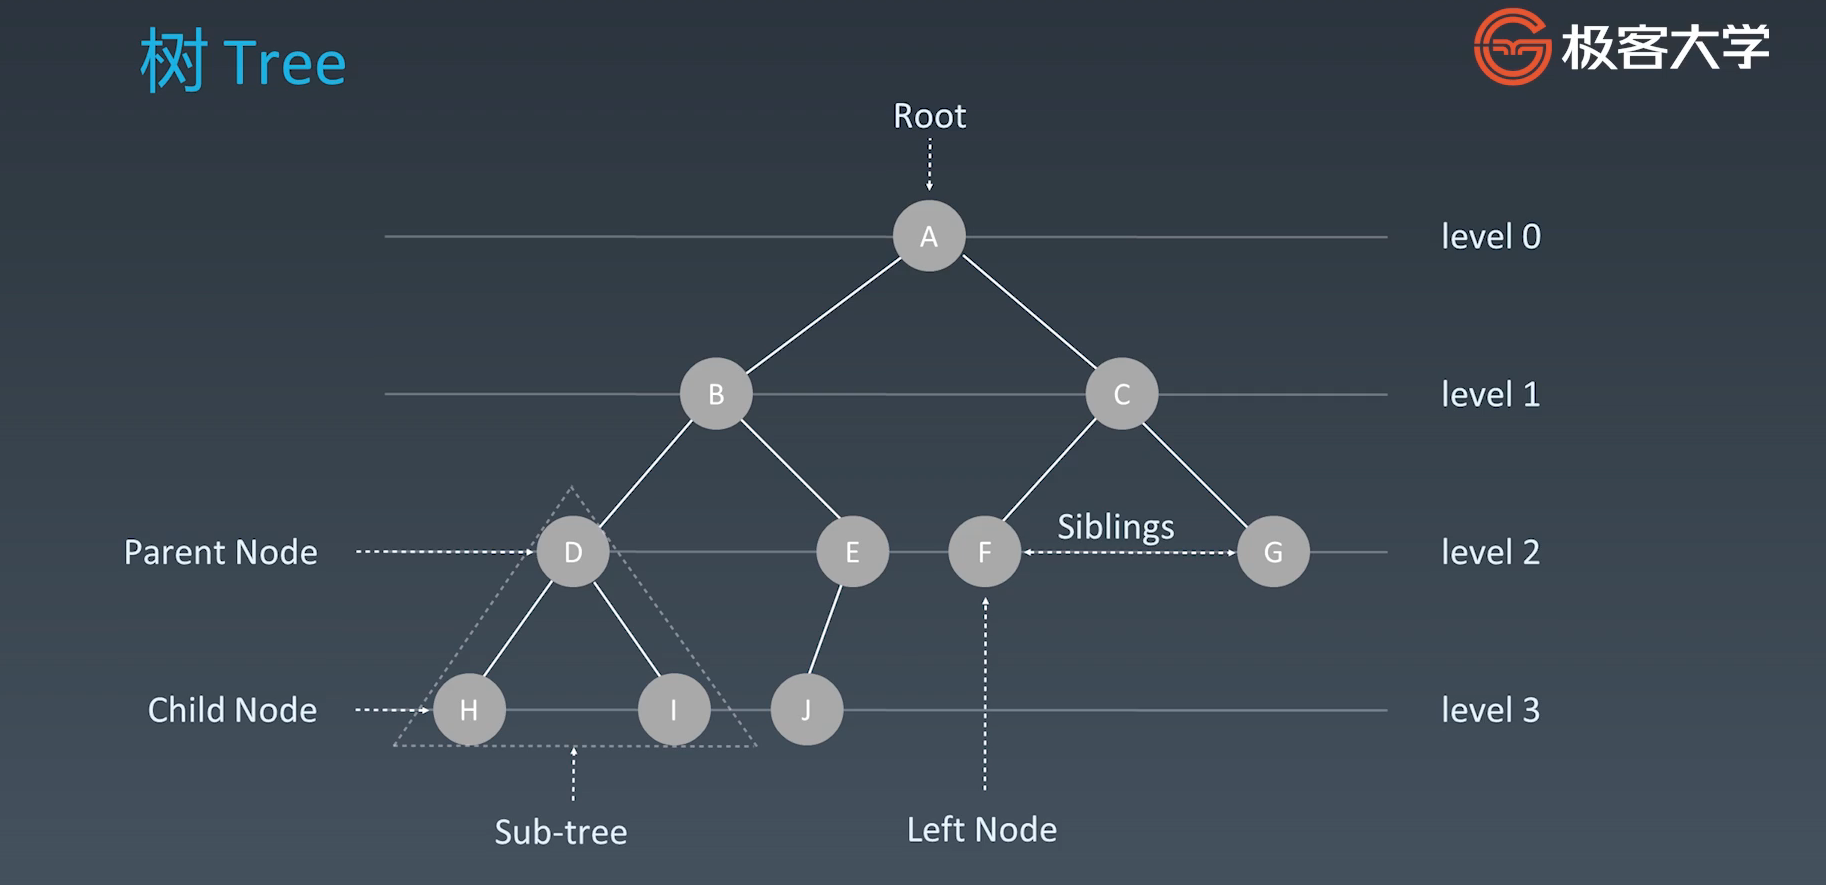 树 Tree
极客大学
Root
A
level 0
B
C
level 1
Parent Node
D
E
F
Siblings
G
level 2
Child Node
H
I
J
level 3
Sub-tree
Left Node